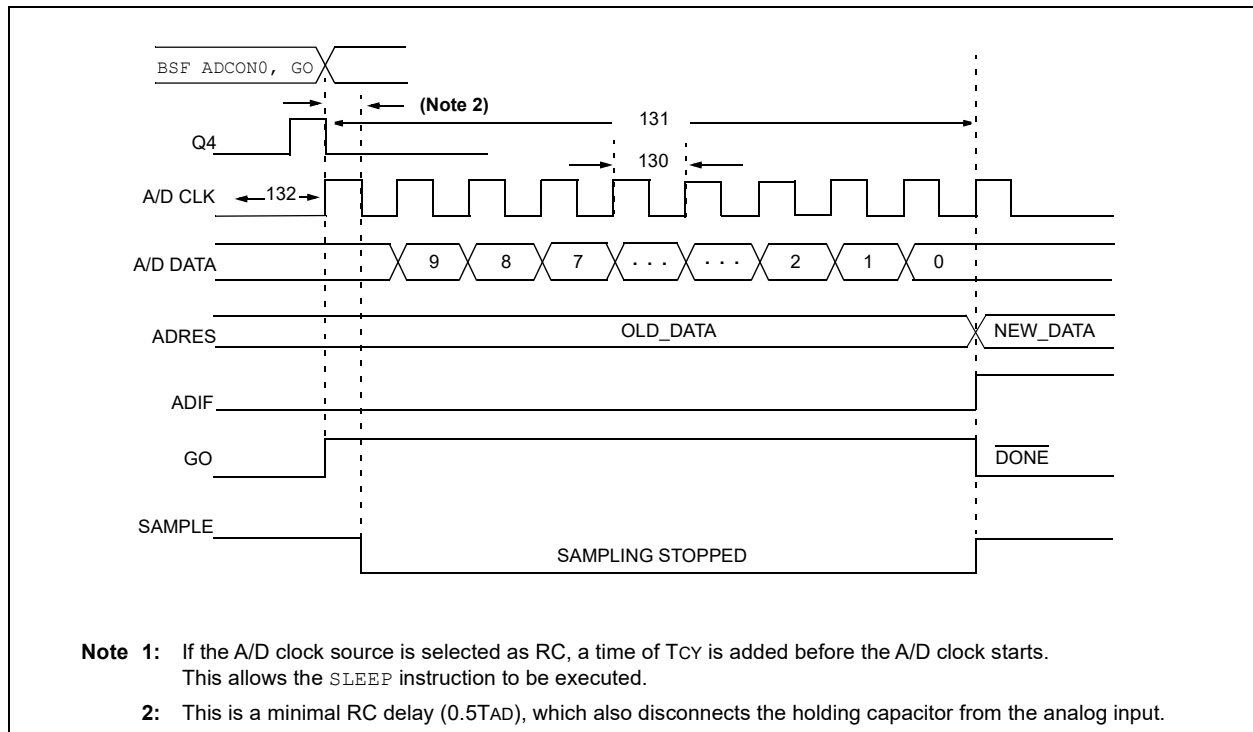 BSF ADCON0, GO
(Note 2)
131
Q4
130
A/D CLK
132
A/D DATA
9 8 7 . . . . . . 2 1 0
ADRES
OLD_DATA
NEW_DATA
ADIF
GO
DONE
SAMPLE
SAMPLING STOPPED
Note 1: If the A/D clock source is selected as RC, a time of TCY is added before the A/D clock starts.
This allows the SLEEP instruction to be executed.
2: This is a minimal RC delay (0.5TAD), which also disconnects the holding capacitor from the analog input.